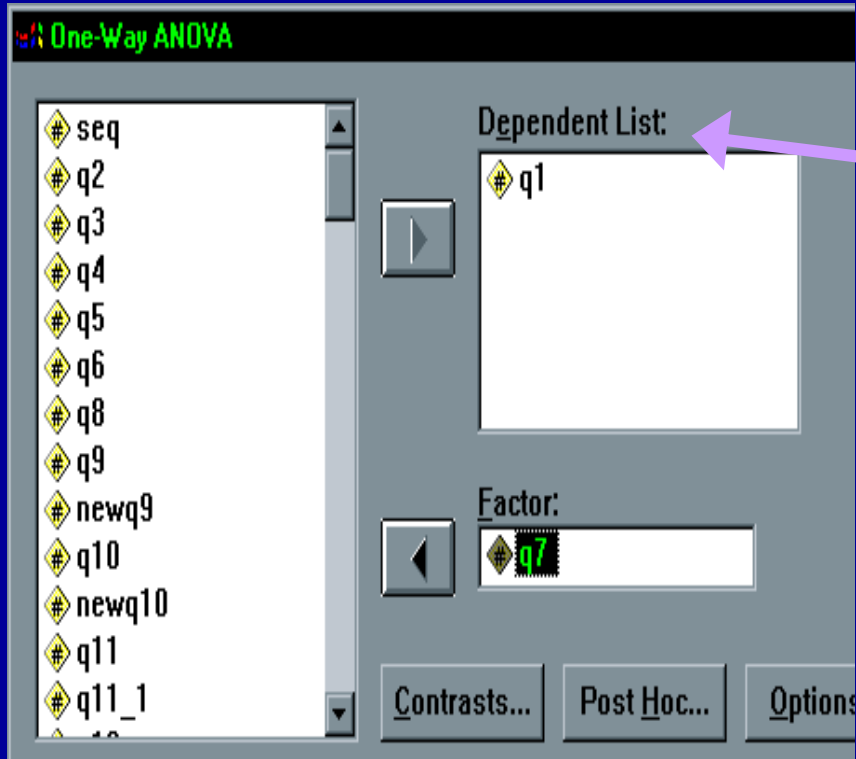 One-Way ANOVA
seq
q2
q3
q4
q5
q6
q8
q9
newq9
q10
newq10
q11
q11_1
Dependent List:
q1
Factor:
q7
Contrasts...
Post Hoc...
Options